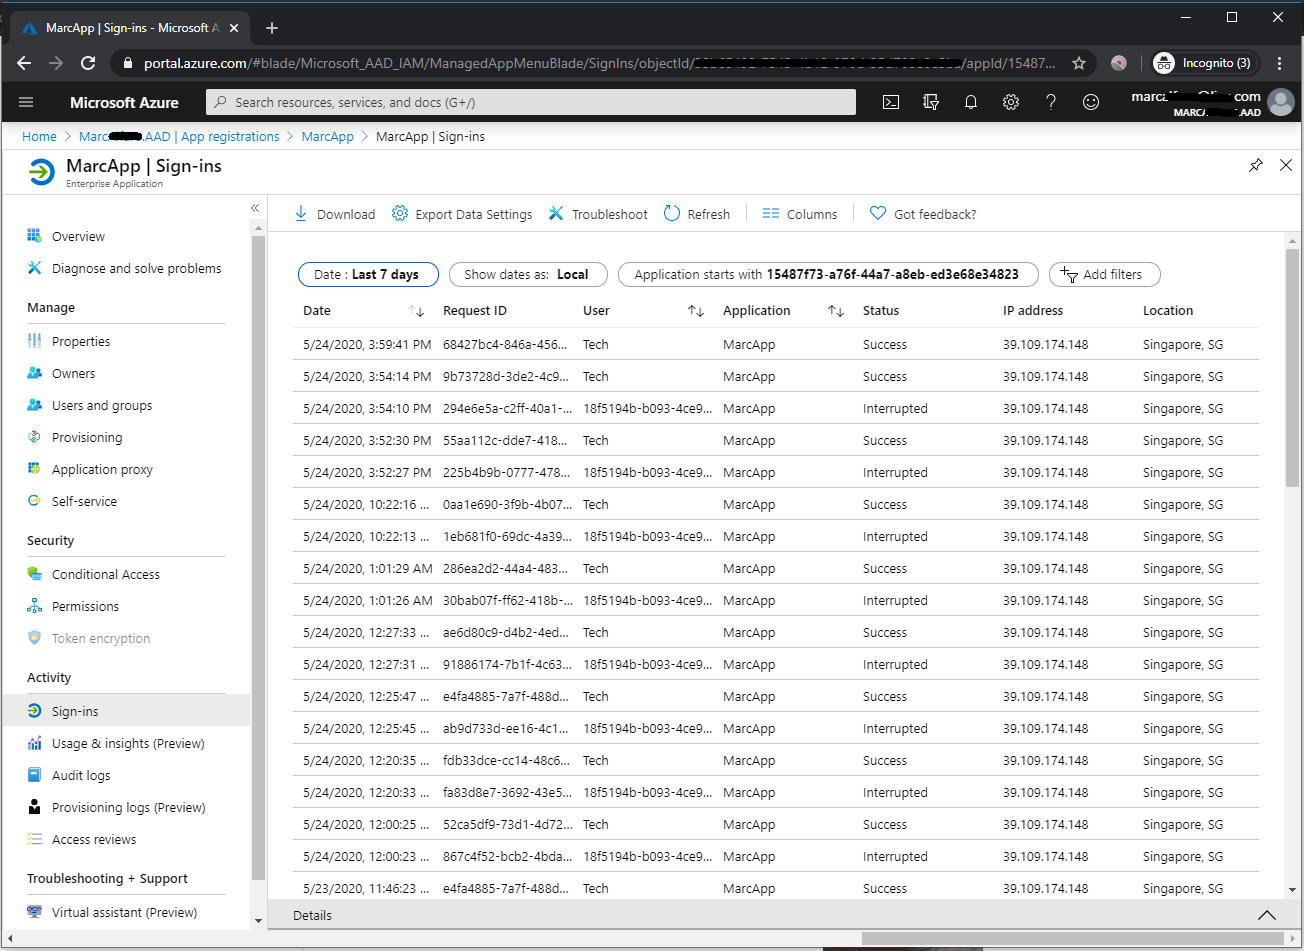 MarcApp | Sign-ins - Microsoft A
portal.azure.com/#blade/Microsoft_AAD_IAM/ManagedAppMenuBlade/SignIns/objectId/ /appId/15487...
Incognito (3)
Microsoft Azure
Search resources, services, and docs (G+/)
.com
MARC .AAD
Home > Marc .AAD | App registrations > MarcApp > MarcApp | Sign-ins
MarcApp | Sign-ins
Enterprise Application
Overview
Diagnose and solve problems
Manage
Properties
Owners
Users and groups
Provisioning
Application proxy
Self-service
Security
Conditional Access
Permissions
Token encryption
Activity
Sign-ins
Usage & insights (Preview)
Audit logs
Provisioning logs (Preview)
Access reviews
Troubleshooting + Support
Virtual assistant (Preview)
Download Export Data Settings Troubleshoot Refresh Columns Got feedback?
Date : Last 7 days Show dates as: Local Application starts with 15487f73-a76f-44a7-a8eb-ed3e68e34823 Add filters
Date Request ID User Application Status IP address Location
5/24/2020, 3:59:41 PM 68427bc4-846a-456... Tech MarcApp Success 39.109.174.148 Singapore, SG
5/24/2020, 3:54:14 PM 9b73728d-3de2-4c9... Tech MarcApp Success 39.109.174.148 Singapore, SG
5/24/2020, 3:54:10 PM 294e6e5a-c2ff-40a1-... 18f5194b-b093-4ce9... MarcApp Interrupted 39.109.174.148 Singapore, SG
5/24/2020, 3:52:30 PM 55aa112c-dde7-418... Tech MarcApp Success 39.109.174.148 Singapore, SG
5/24/2020, 3:52:27 PM 225b4b9b-0777-478... 18f5194b-b093-4ce9... MarcApp Interrupted 39.109.174.148 Singapore, SG
5/24/2020, 10:22:16 ... 0aa1e690-3f9b-4b07... Tech MarcApp Success 39.109.174.148 Singapore, SG
5/24/2020, 10:22:13 ... 1eb681f0-69dc-4a39... 18f5194b-b093-4ce9... MarcApp Interrupted 39.109.174.148 Singapore, SG
5/24/2020, 1:01:29 AM 286ea2d2-44a4-483... Tech MarcApp Success 39.109.174.148 Singapore, SG
5/24/2020, 1:01:26 AM 30bab07f-ff62-418b-... 18f5194b-b093-4ce9... MarcApp Interrupted 39.109.174.148 Singapore, SG
5/24/2020, 12:27:33 ... ae6d80c9-d4b2-4ed... Tech MarcApp Success 39.109.174.148 Singapore, SG
5/24/2020, 12:27:31 ... 91886174-7b1f-4c63... 18f5194b-b093-4ce9... MarcApp Interrupted 39.109.174.148 Singapore, SG
5/24/2020, 12:25:47 ... e4fa4885-7a7f-488d... Tech MarcApp Success 39.109.174.148 Singapore, SG
5/24/2020, 12:25:45 ... ab9d733d-ee16-4c1... 18f5194b-b093-4ce9... MarcApp Interrupted 39.109.174.148 Singapore, SG
5/24/2020, 12:20:35 ... fdb33dce-cc14-48c6... Tech MarcApp Success 39.109.174.148 Singapore, SG
5/24/2020, 12:20:33 ... fa83d8e7-3692-43e5... 18f5194b-b093-4ce9... MarcApp Interrupted 39.109.174.148 Singapore, SG
5/24/2020, 12:00:25 ... 52ca5df9-73d1-4d72... Tech MarcApp Success 39.109.174.148 Singapore, SG
5/24/2020, 12:00:23 ... 867c4f52-bcb2-4bda... 18f5194b-b093-4ce9... MarcApp Interrupted 39.109.174.148 Singapore, SG
5/23/2020, 11:46:23 ... e4fa4885-7a7f-488d... Tech MarcApp Success 39.109.174.148 Singapore, SG
Details